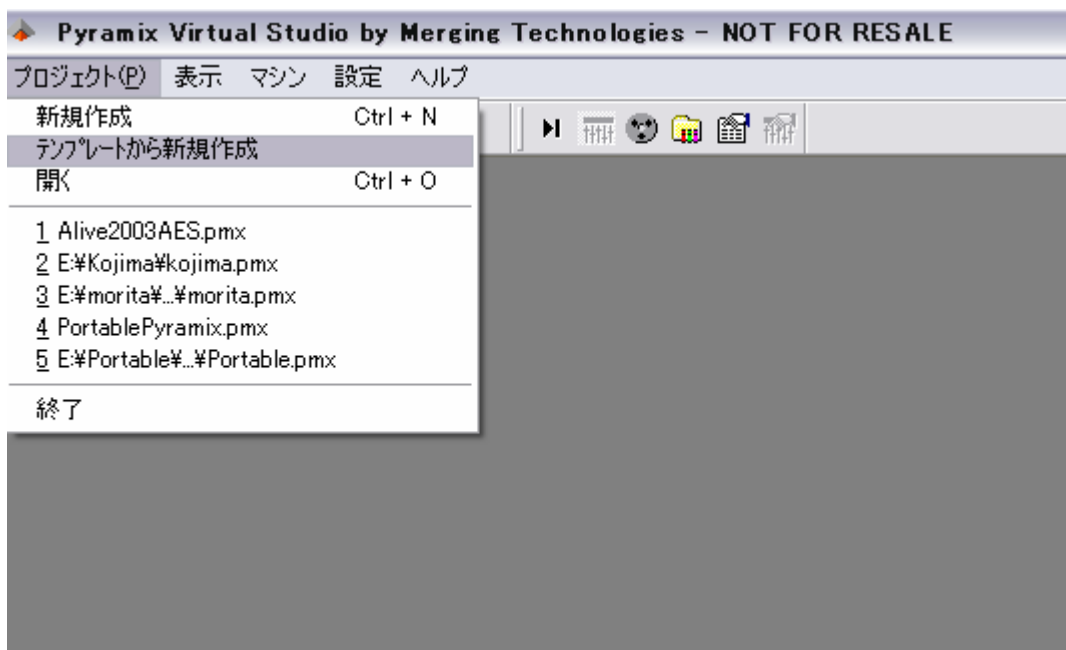 Pyramix Virtual Studio by Merging Technologies - NOT FOR RESALE
プロジェクト(P) 表示 マシン 設定 ヘルプ
新規作成 Ctrl + N
テンプレートから新規作成
開く Ctrl + O
1 Alive2003AES.pmx
2 E:¥Kojima¥kojima.pmx
3 E:¥morita¥...¥morita.pmx
4 PortablePyramix.pmx
5 E:¥Portable¥...¥Portable.pmx
終了